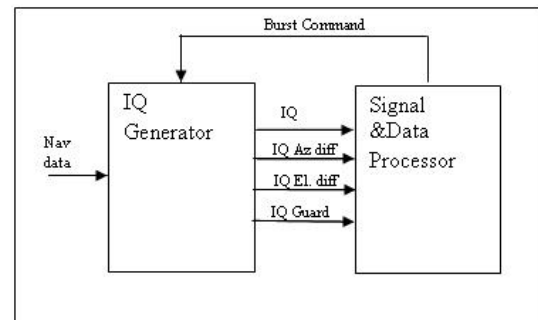 Burst Command
IQ
Generator
Signal
&Data
Processor
Nav
data
IQ
IQ Az diff
IQ El. diff
IQ Guard